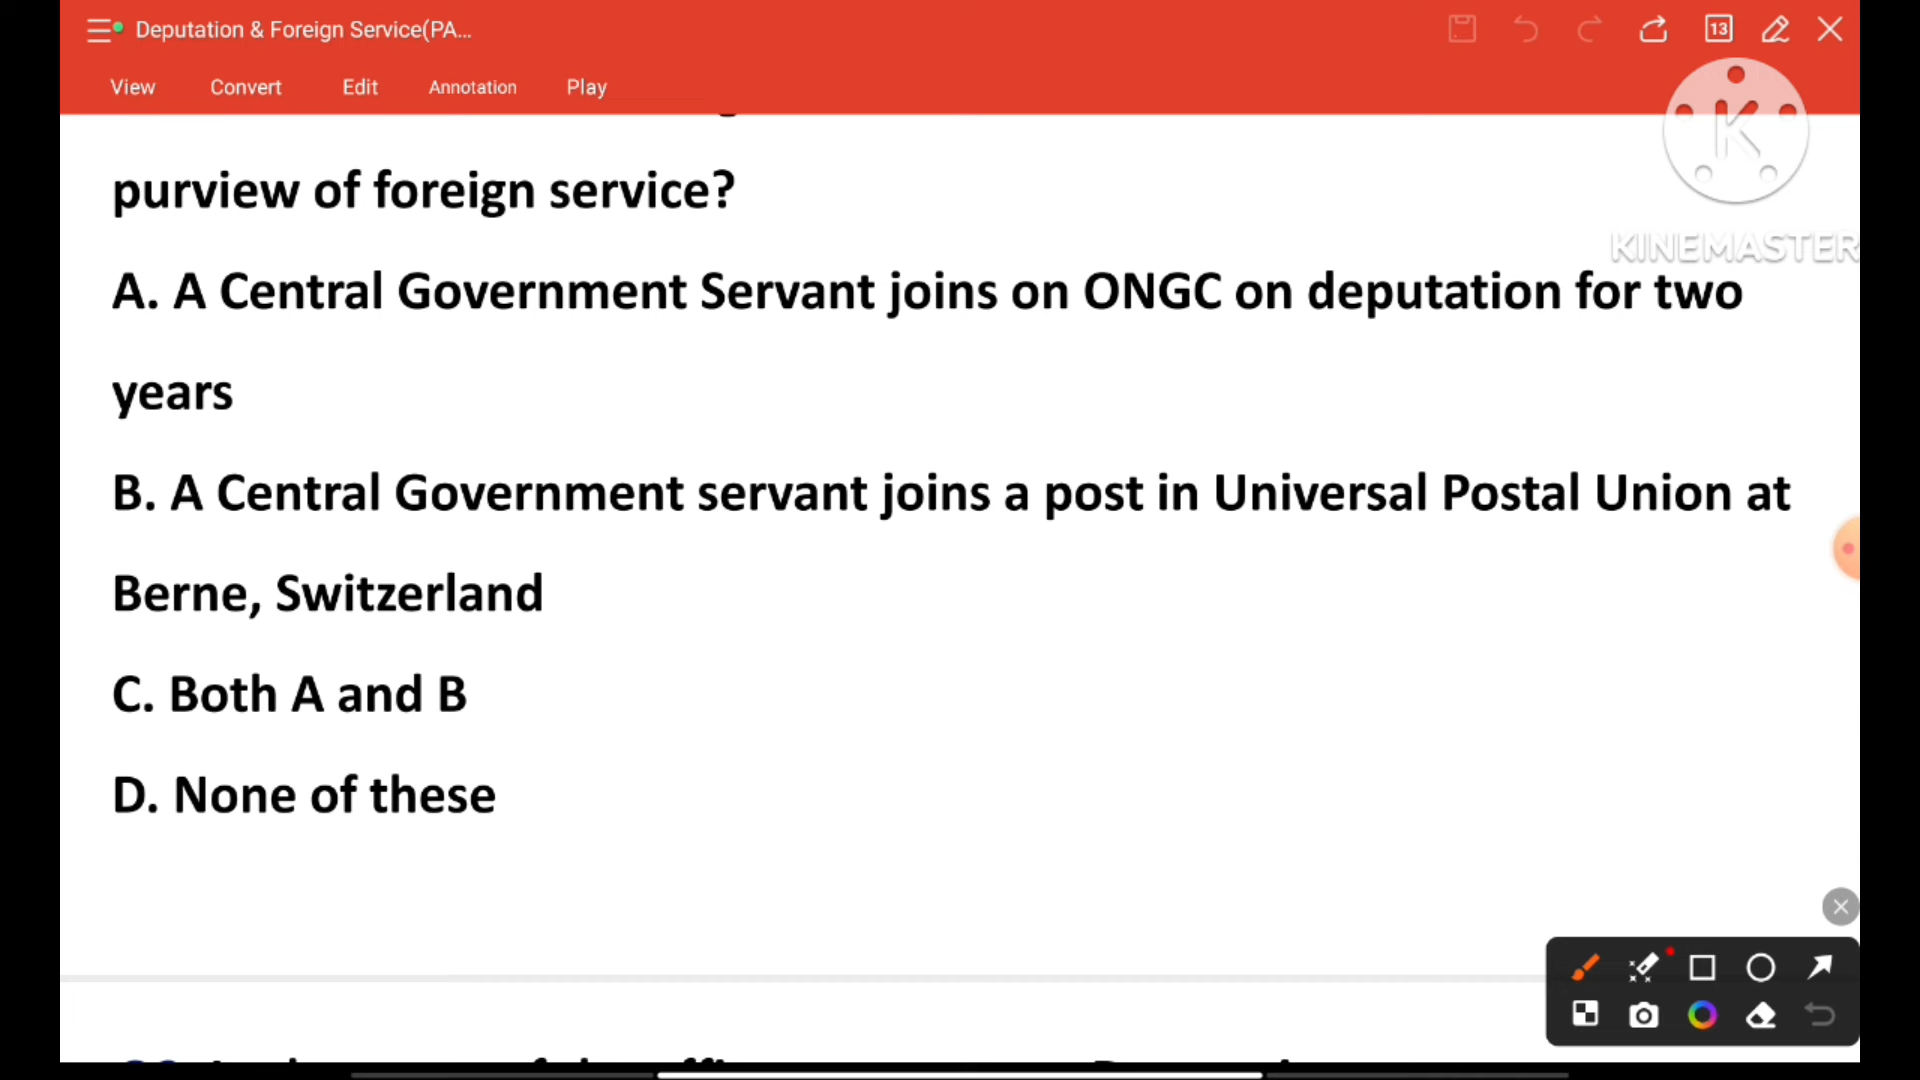 Deputation & Foreign Service(PA...
13
View Convert Edit Annotation Play
K
KINEMASTER
purview of foreign service?
A. A Central Government Servant joins on ONGC on deputation for two
years
B. A Central Government servant joins a post in Universal Postal Union at
Berne, Switzerland
C. Both A and B
D. None of these